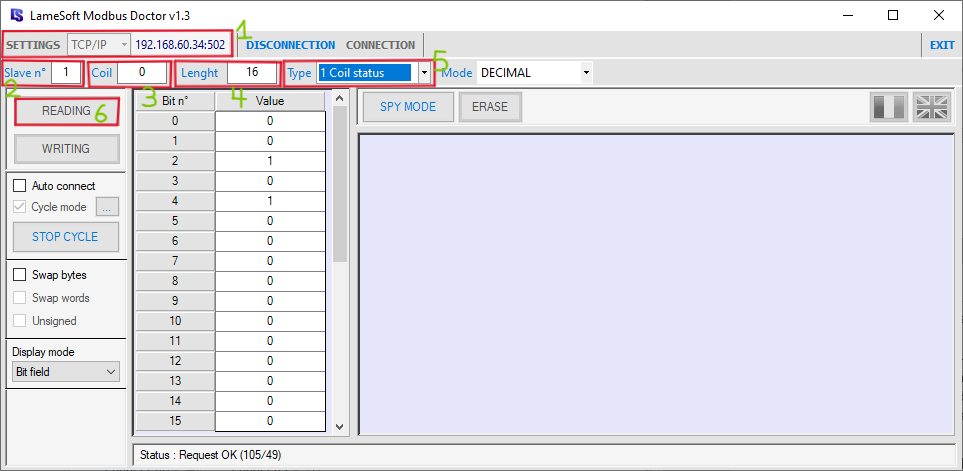 LameSoft Modbus Doctor v1.3
1
SETTINGS TCP/IP 192.168.60.34:502 DISCONNECTION CONNECTION EXIT
5
Slave n° 1 Coil 0 Lenght 16 Type 1 Coil status Mode DECIMAL
2 3 4
READING 6 Bit n° Value SPY MODE ERASE
0 0
1 0
WRITING
2 1
3 0
Auto connect
4 1
Cycle mode ...
5 0
STOP CYCLE
6 0
7 0
Swap bytes
8 0
Swap words
9 0
Unsigned
10 0
11 0
Display mode
12 0
Bit field
13 0
14 0
15 0
Status : Request OK (105/49)